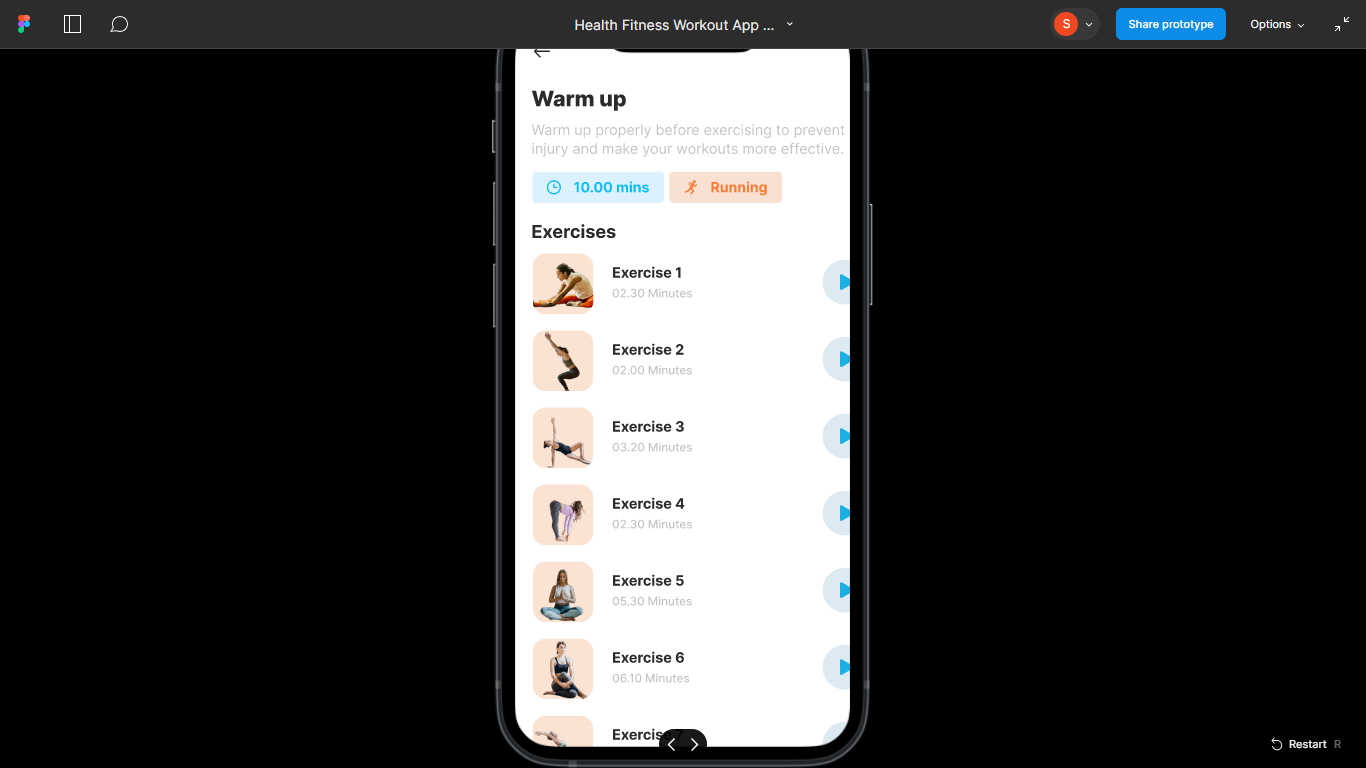 Health Fitness Workout App ...
S
Share prototype
Options
Warm up
Warm up properly before exercising to prevent
injury and make your workouts more effective.
10.00 mins
Running
Exercises
Exercise 1
02.30 Minutes
Exercise 2
02.00 Minutes
Exercise 3
03.20 Minutes
Exercise 4
02.30 Minutes
Exercise 5
05.30 Minutes
Exercise 6
06.10 Minutes
Exercise 7
Restart R